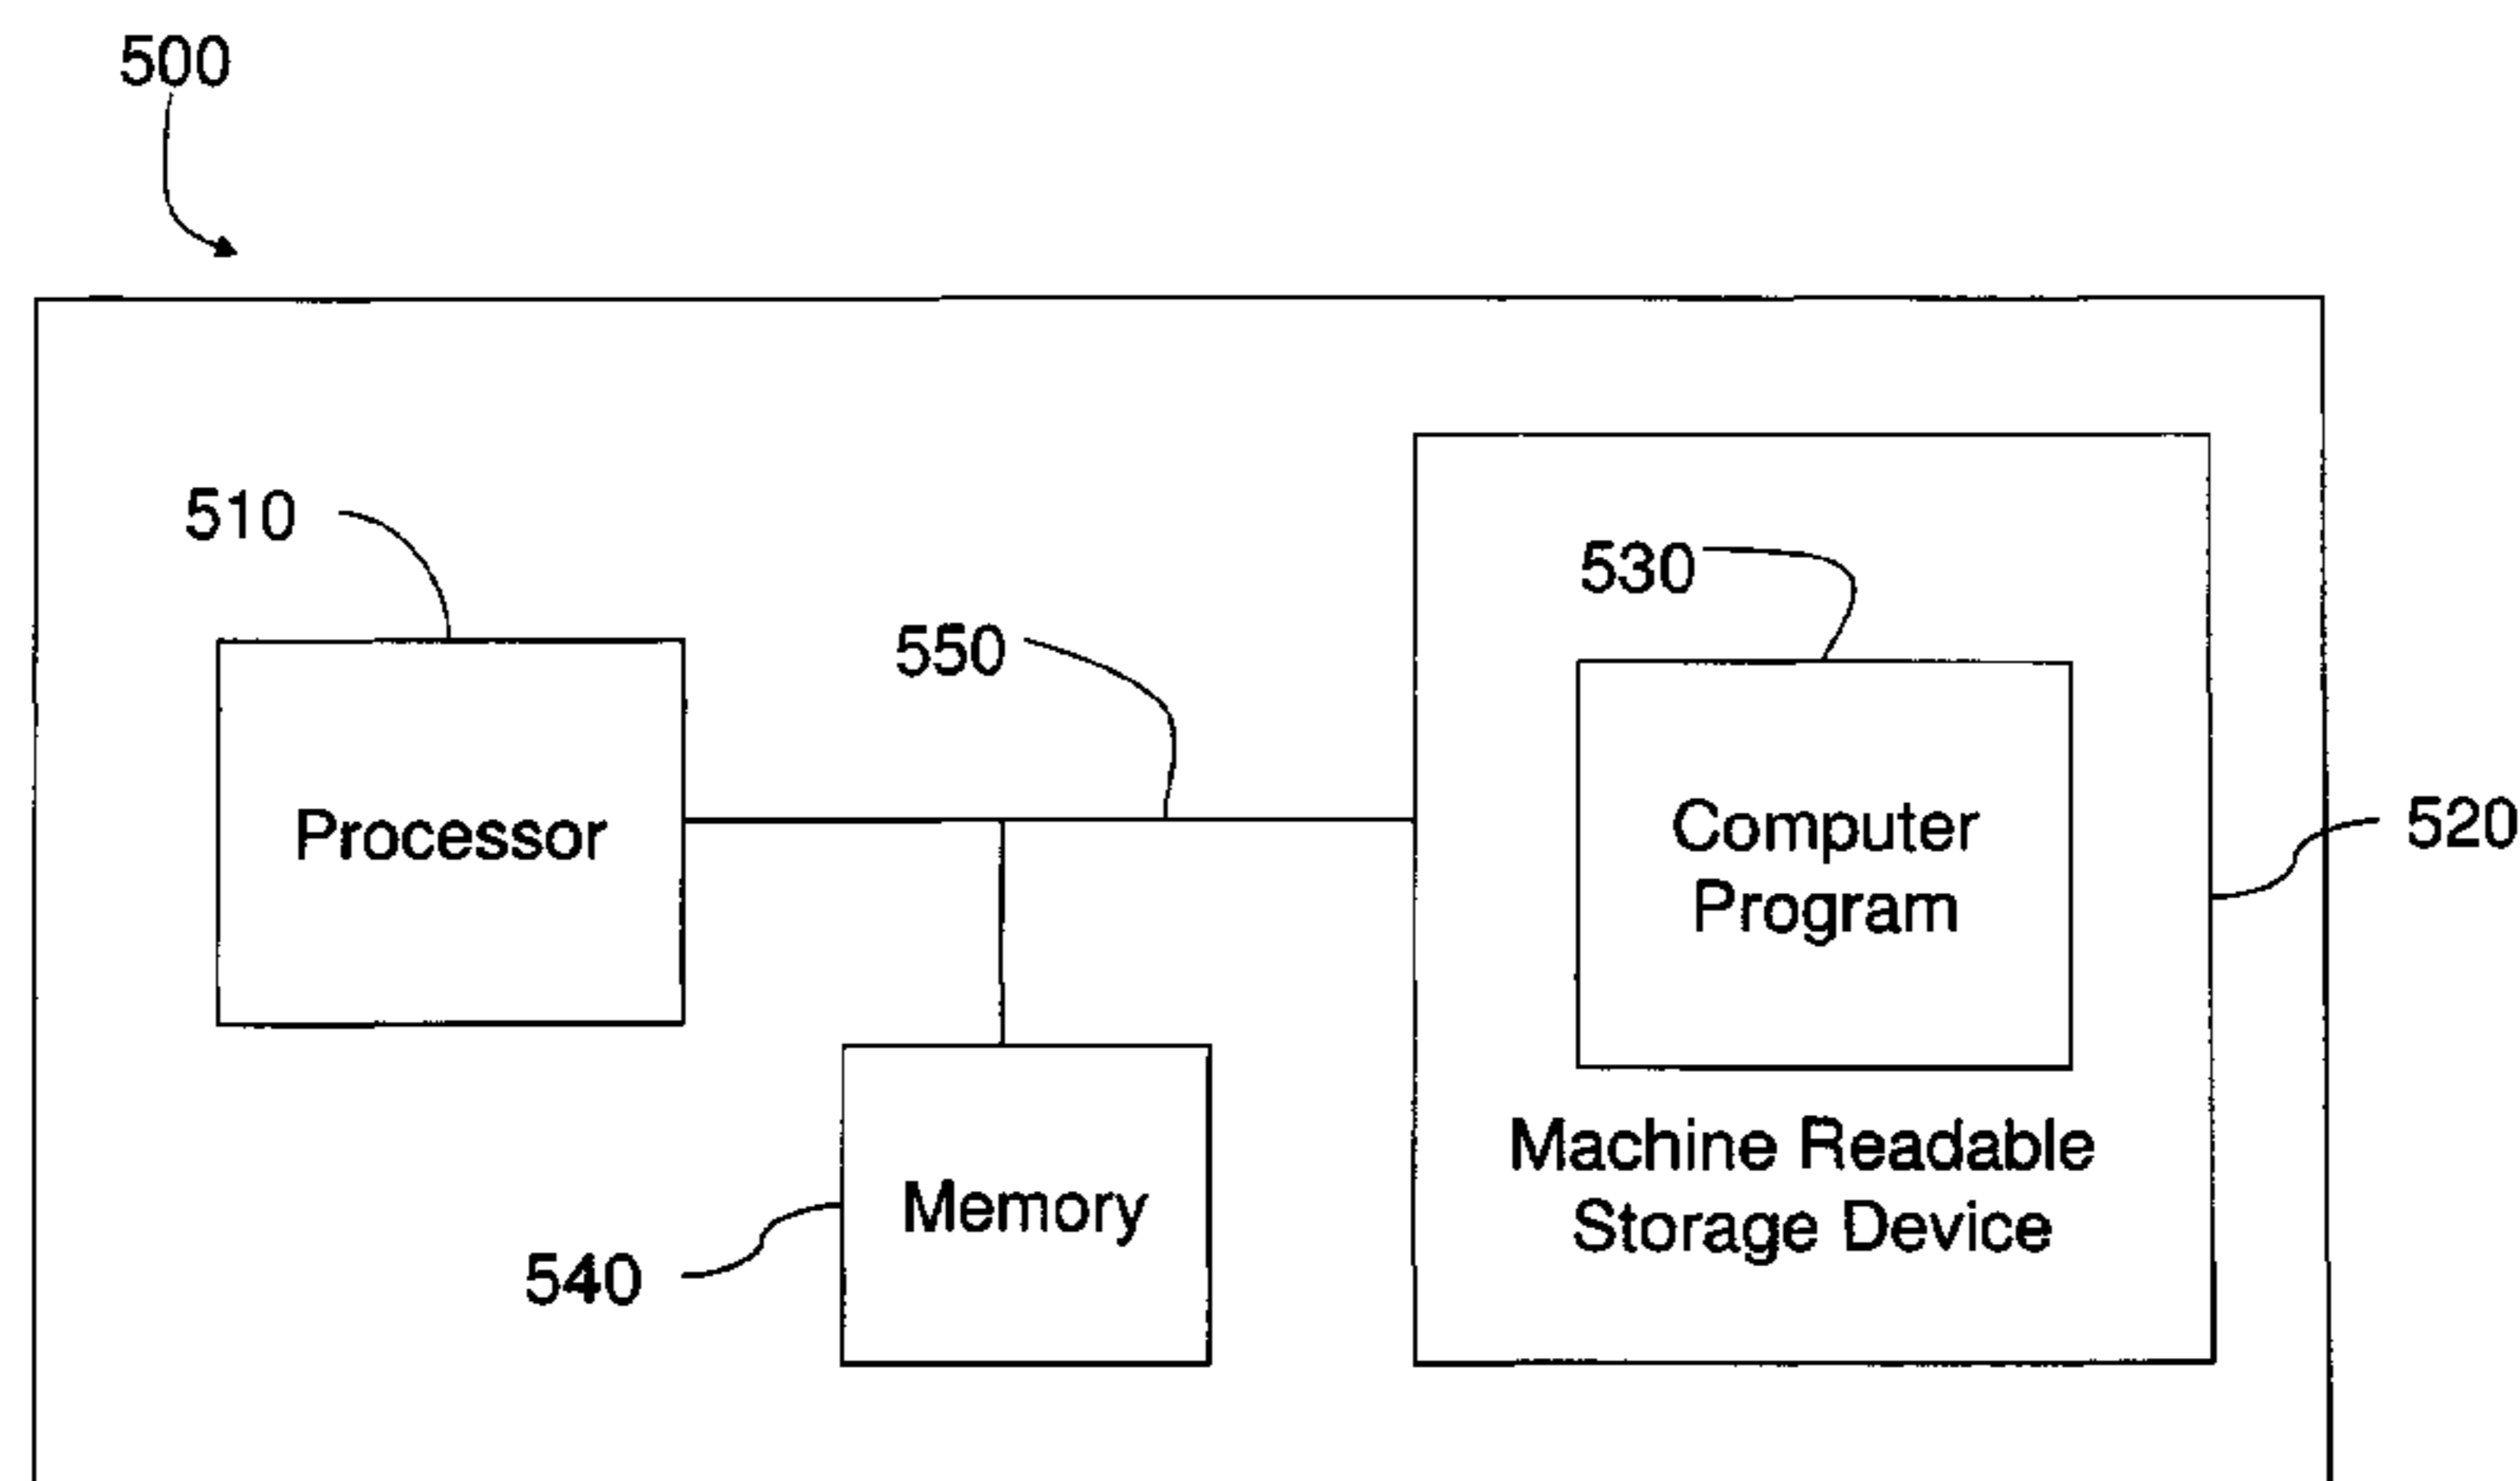 500
510
530
550
Processor
Computer
Program
520
Memory
Machine Readable
Storage Device
540